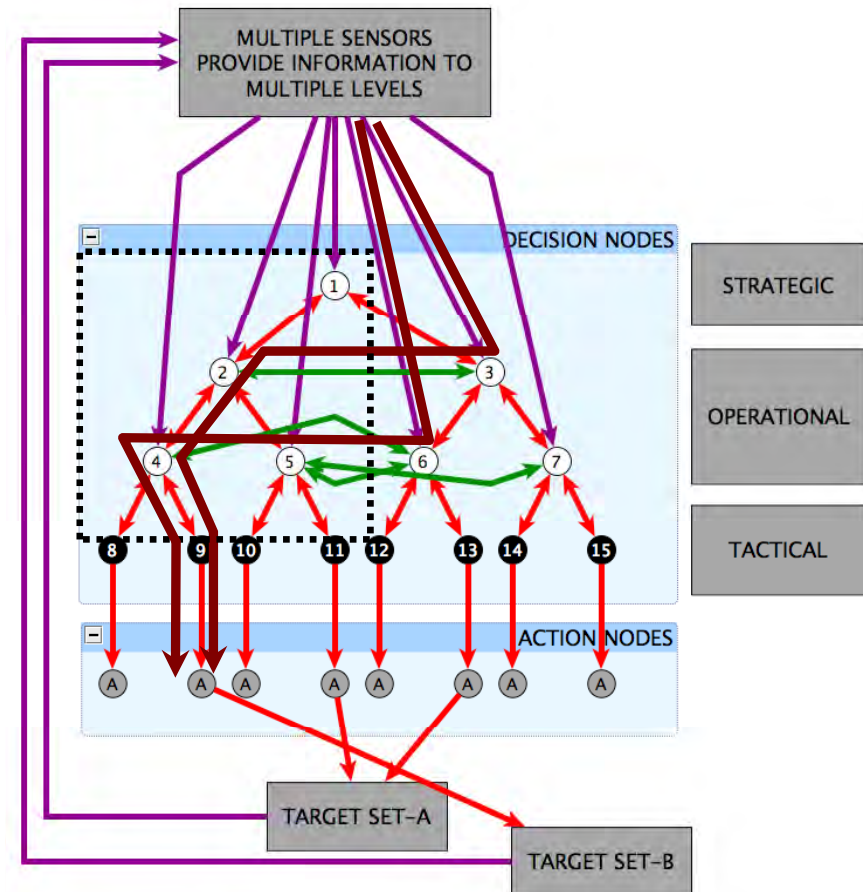 MULTIPLE SENSORS
PROVIDE INFORMATION TO
MULTIPLE LEVELS
DECISION NODES
STRATEGIC
1
2
3
OPERATIONAL
4
5
6
7
TACTICAL
8
9
10
11
12
13
14
15
ACTION NODES
A
A
A
A
A
A
A
A
TARGET SET-A
TARGET SET-B